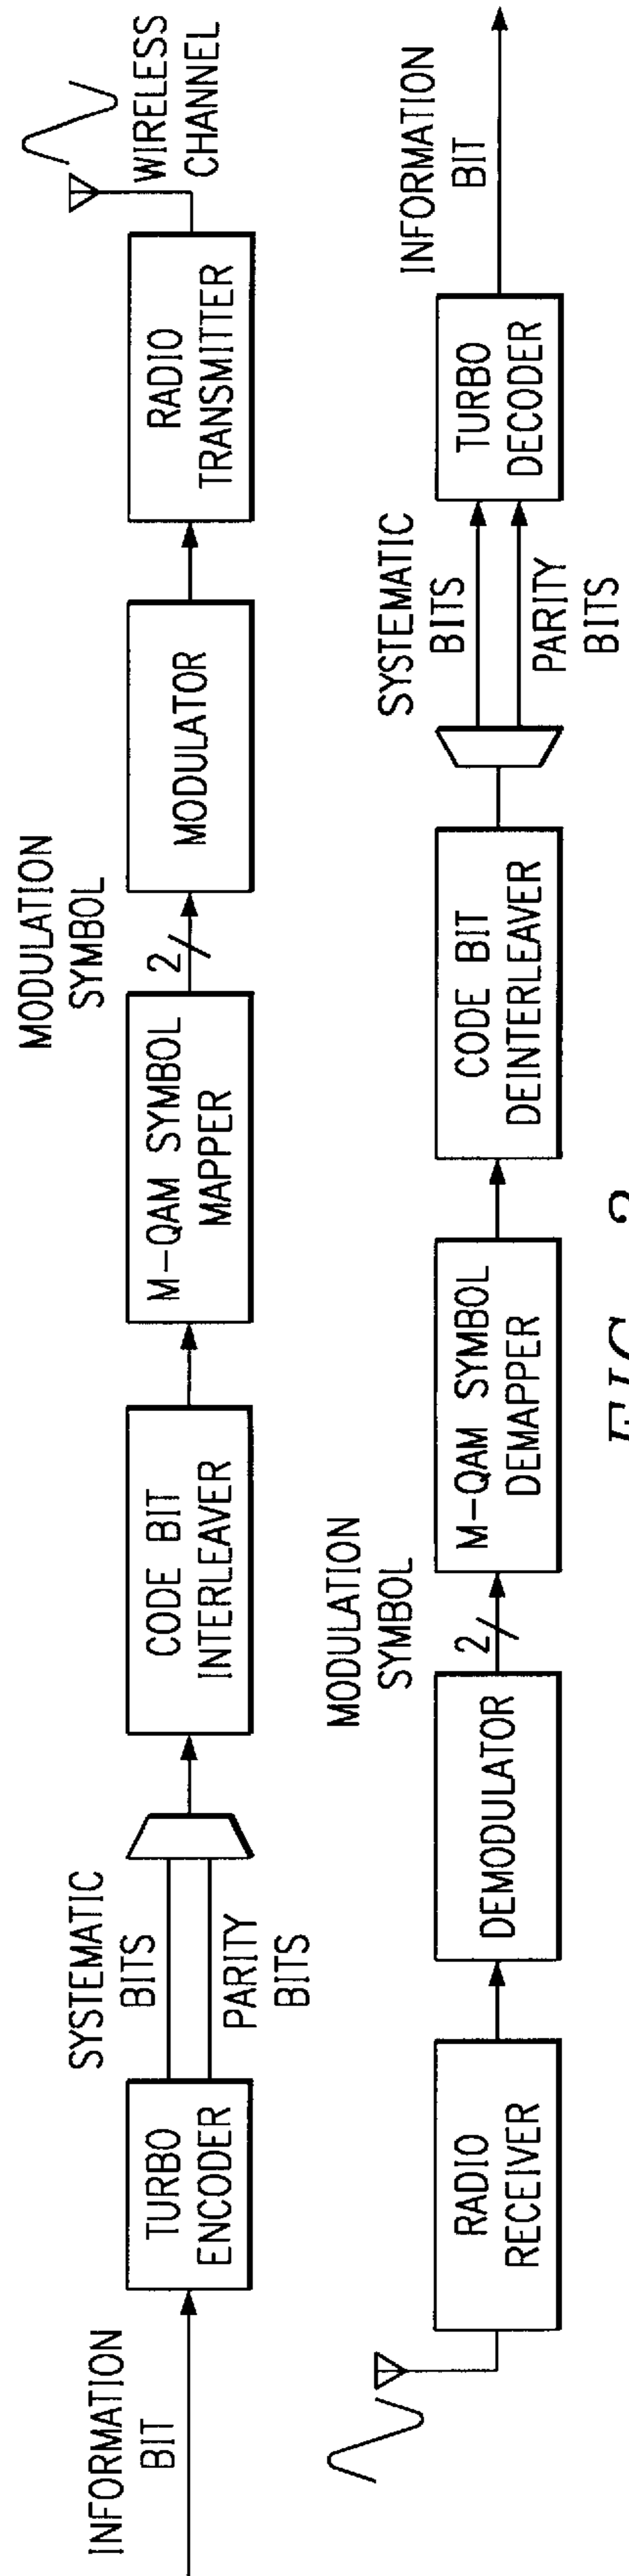 INFORMATION
BIT
TURBO
ENCODER
SYSTEMATIC
BITS
PARITY
BITS
CODE BIT
INTERLEAVER
M-QAM SYMBOL
MAPPER
MODULATION
SYMBOL
2
MODULATOR
RADIO
TRANSMITTER
WIRELESS
CHANNEL
RADIO
RECEIVER
DEMODULATOR
MODULATION
SYMBOL
2
M-QAM SYMBOL
DEMAPPER
CODE BIT
DEINTERLEAVER
SYSTEMATIC
BITS
PARITY
BITS
TURBO
DECODER
INFORMATION
BIT
FIG.